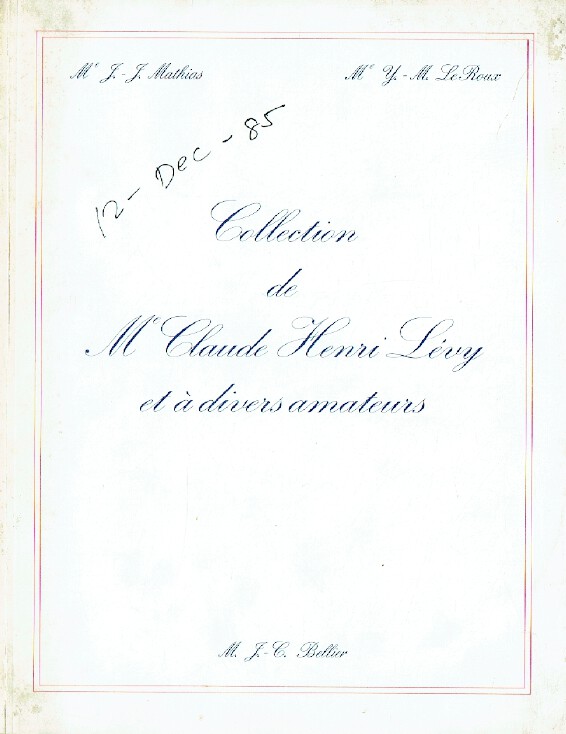 Me J.-J. Mathias
Me Y.-M. Le Roux
12-Dec-85
Collection
de
Me Claude Henri Lévy
et à divers amateurs
M. J.-C. Bellier